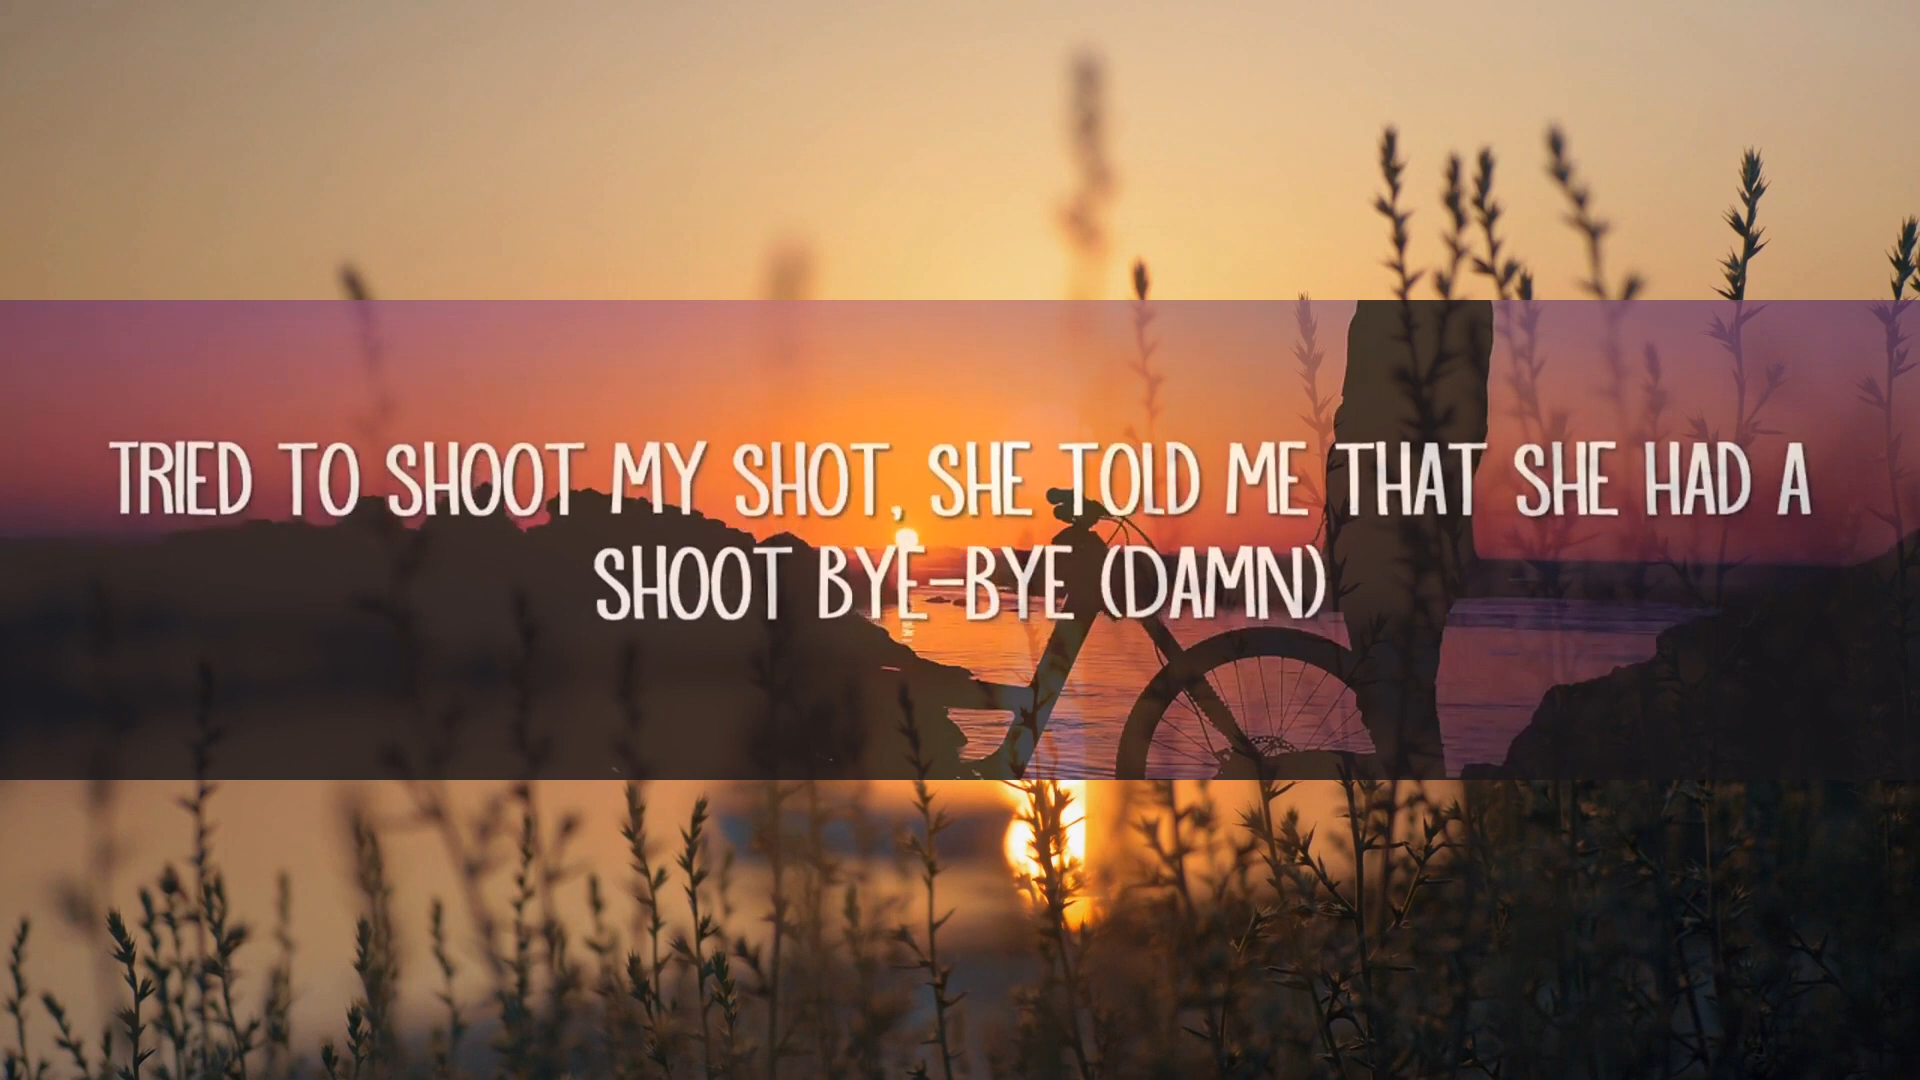 TRIED TO SHOOT MY SHOT, SHE TOLD ME THAT SHE HAD A
SHOOT BYE-BYE (DAMN)